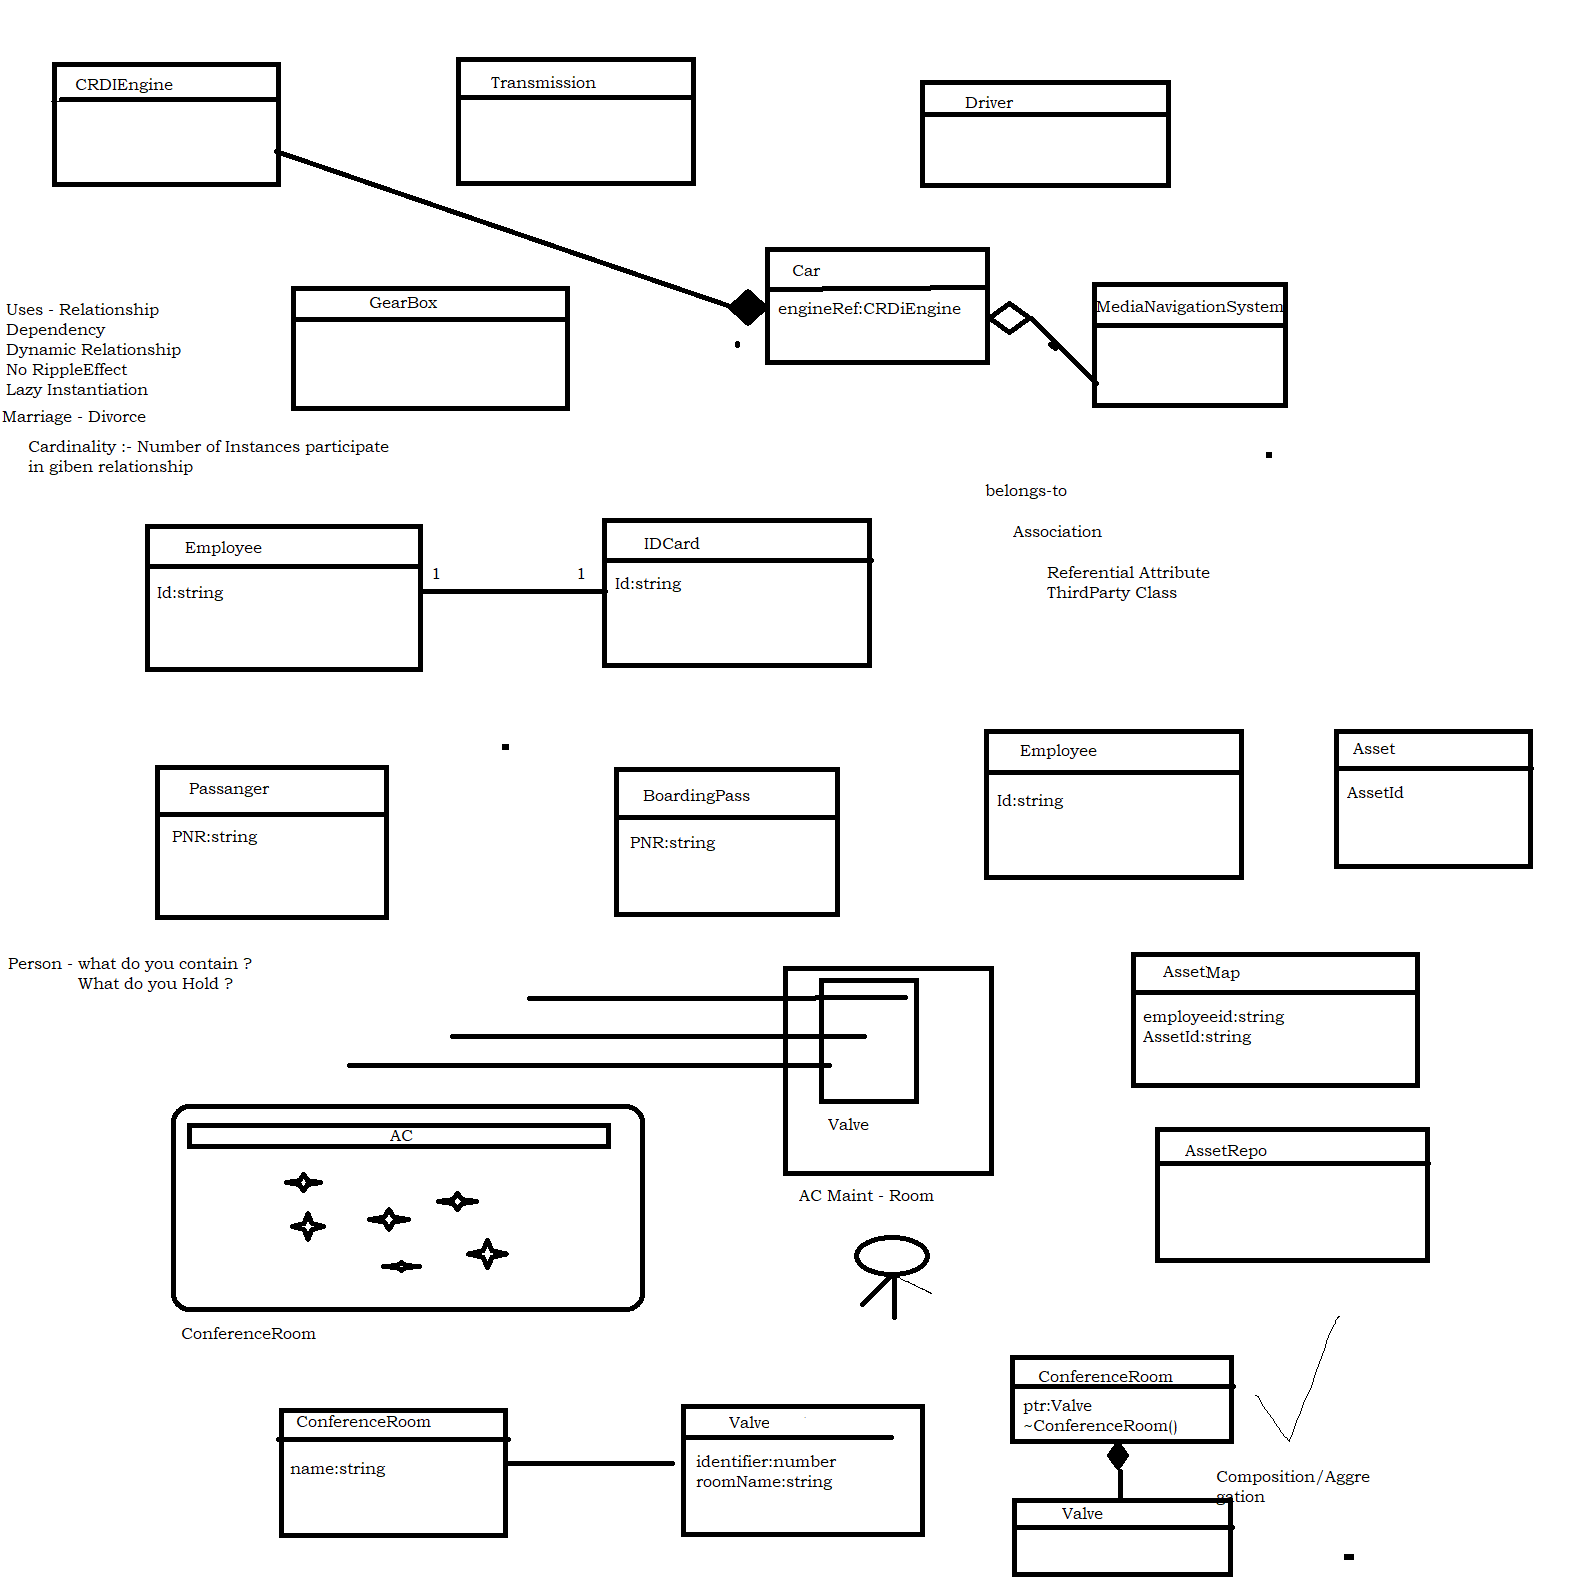 CRDIEngine
Transmission
Driver
Car
engineRef:CRDiEngine
MediaNavigationSystem
GearBox
Uses - Relationship
Dependency
Dynamic Relationship
No RippleEffect
Lazy Instantiation
Marriage - Divorce
Cardinality :- Number of Instances participate
in giben relationship
belongs-to
Association
Referential Attribute
ThirdParty Class
Employee
Id:string
1
1
IDCard
Id:string
Passanger
PNR:string
BoardingPass
PNR:string
Employee
Id:string
Asset
AssetId
Person - what do you contain ?
What do you Hold ?
AssetMap
employeeid:string
AssetId:string
Valve
AC Maint - Room
AC
ConferenceRoom
AssetRepo
ConferenceRoom
name:string
Valve
identifier:number
roomName:string
ConferenceRoom
ptr:Valve
~ConferenceRoom()
Composition/Aggre
gation
Valve